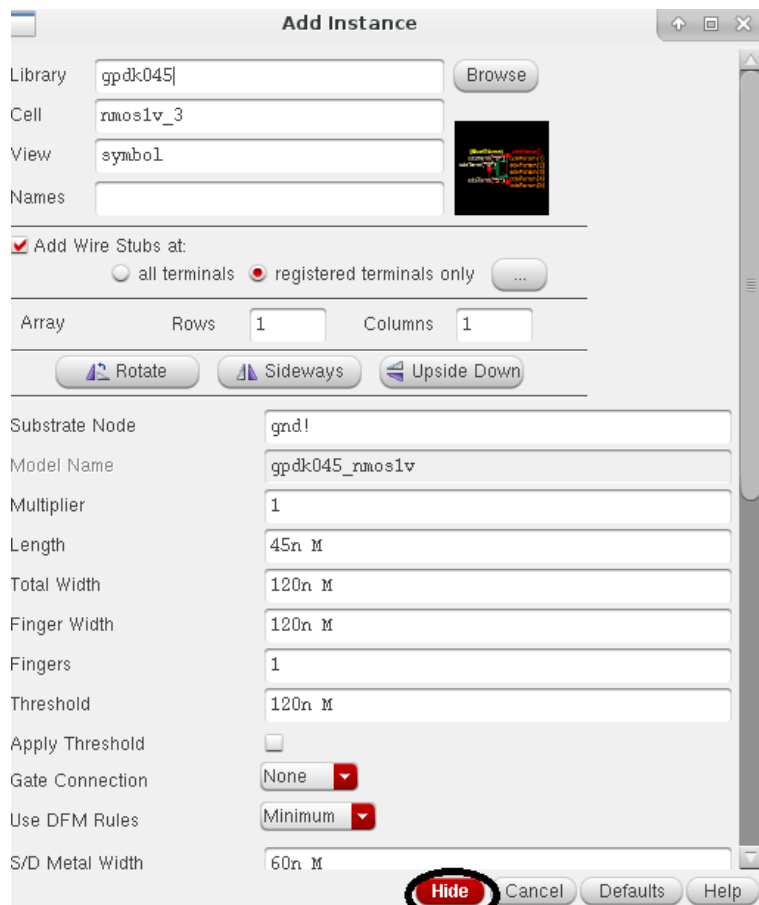 Add Instance
Library gpdk045 Browse
Cell nmos1v_3
View symbol
Names
Add Wire Stubs at:
all terminals registered terminals only ...
Array Rows 1 Columns 1
Rotate Sideways Upside Down
Substrate Node gnd!
Model Name gpdk045_nmos1v
Multiplier 1
Length 45n M
Total Width 120n M
Finger Width 120n M
Fingers 1
Threshold 120n M
Apply Threshold
Gate Connection None
Use DFM Rules Minimum
S/D Metal Width 60n M
Hide Cancel Defaults Help